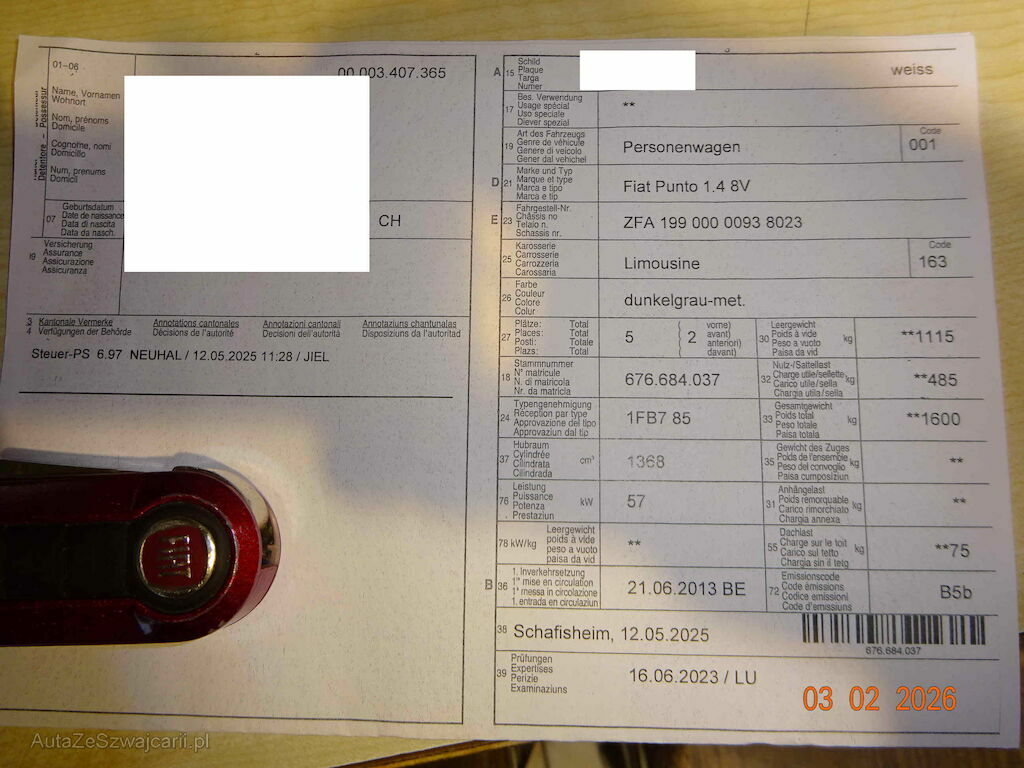 01-06
00.003.407.365
Name, Vornamen
Wohnort
Nom, prénoms
Domicile
Cognome, nomi
Domicilio
Num, prenums
Domicil
07
Geburtsdatum
Date de naissance
Data di nascita
Data da nasch.
CH
09
Versicherung
Assurance
Assicurazione
Assicuranza
3 Kantonale Vermerke Annotations cantonales Annotazioni cantonali Annotaziuns chantunalas
4 Verfügungen der Behörde Décisions de l'autorité Decisioni dell'autorità Disposiziuns da l'autoritad
Steuer-PS 6.97 NEUHAL / 12.05.2025 11:28 / JIEL
A 15
Schild
Plaque
Targa
Numer
weiss
17
Bes. Verwendung
Usage spécial
Uso speciale
Diever spezial
**
19
Art des Fahrzeugs
Genre de véhicule
Genere di veicolo
Gener dal vehichel
Personenwagen
Code
001
D 21
Marke und Typ
Marque et type
Marca e tipo
Marca e tip
Fiat Punto 1.4 8V
E 23
Fahrgestell-Nr.
Châssis no
Telaio n.
Schassis nr.
ZFA 199 000 0093 8023
25
Karosserie
Carrosserie
Carrozzeria
Carossaria
Limousine
Code
163
26
Farbe
Couleur
Colore
Colur
dunkelgrau-met.
27
Plätze: Total
Places: Total
Posti: Totale
Plazs: Total
5
2
vorne)
avant)
anteriori)
davant)
30
Leergewicht
Poids à vide
Peso a vuoto
Paisa da vid
kg
**1115
18
Stammnummer
N° matricule
N. di matricola
Nr. da matricla
676.684.037
32
Nutz-/Sattellast
Charge utile/sellette
Carico utile/sella
Chargia utila/sella
kg
**485
24
Typengenehmigung
Réception par type
Approvazione del tipo
Approvaziun dal tip
1FB7 85
33
Gesamtgewicht
Poids total
Peso totale
Paisa totala
kg
**1600
37
Hubraum
Cylindrée
Cilindrata
Cilindrada
cm³
1368
35
Gewicht des Zuges
Poids de l'ensemble
Peso del convoglio
Paisa cumposiziun
kg
**
76
Leistung
Puissance
Potenza
Prestaziun
kW
57
31
Anhängelast
Poids remorquable
Carico rimorchiato
Chargia annexa
kg
**
78 kW/kg
Leergewicht
poids à vide
peso a vuoto
paisa da vid
**
55
Dachlast
Charge sur le toit
Carico sul tetto
Chargia sin il tetg
kg
**75
B 36
1. Inverkehrsetzung
1re mise en circulation
1a messa in circolazione
1. entrada en circulaziun
21.06.2013 BE
72
Emissionscode
Code émissions
Codice emissioni
Code d'emissiuns
B5b
38
Schafisheim, 12.05.2025
676.684.037
39
Prüfungen
Expertises
Perizie
Examinaziuns
16.06.2023 / LU
FIAT
03 02 2026
AutaZeSzwajcarii.pl